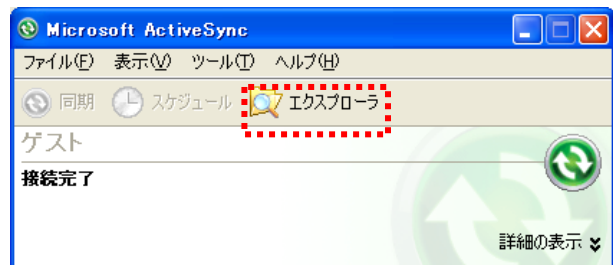 Microsoft ActiveSync
ファイル(F) 表示(V) ツール(T) ヘルプ(H)
同期 スケジュール エクスプローラ
ゲスト
接続完了
詳細の表示